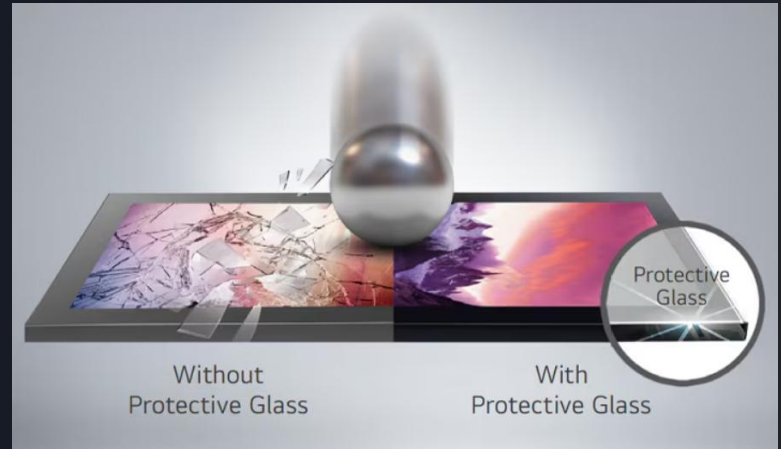 Protective
Glass
Without
Protective Glass
With
Protective Glass